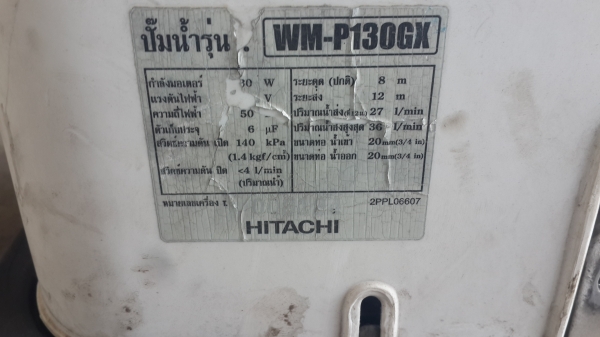 ปั๊มน้ำรุ่น WM-P130GX
กำลังมอเตอร์ 30 W
แรงดันไฟฟ้า V
ความถี่ไฟฟ้า 50
ตัวเก็บประจุ 6 µF
สวิตช์ความดัน เปิด 140 kPa
(1.4 kgf/cm²)
สวิตช์ความดัน ปิด <4 l/min
(ปริมาณน้ำ)
ระยะดูด (ปกติ) 8 m
ระยะส่ง 12 m
ปริมาณน้ำส่ง(ที่12ม.) 27 l/min
ปริมาณน้ำส่งสูงสุด 36 l/min
ขนาดท่อ น้ำเข้า 20 mm(3/4 in)
ขนาดท่อ น้ำออก 20 mm(3/4 in)
หมายเลขเครื่อง
2PPL06607
HITACHI